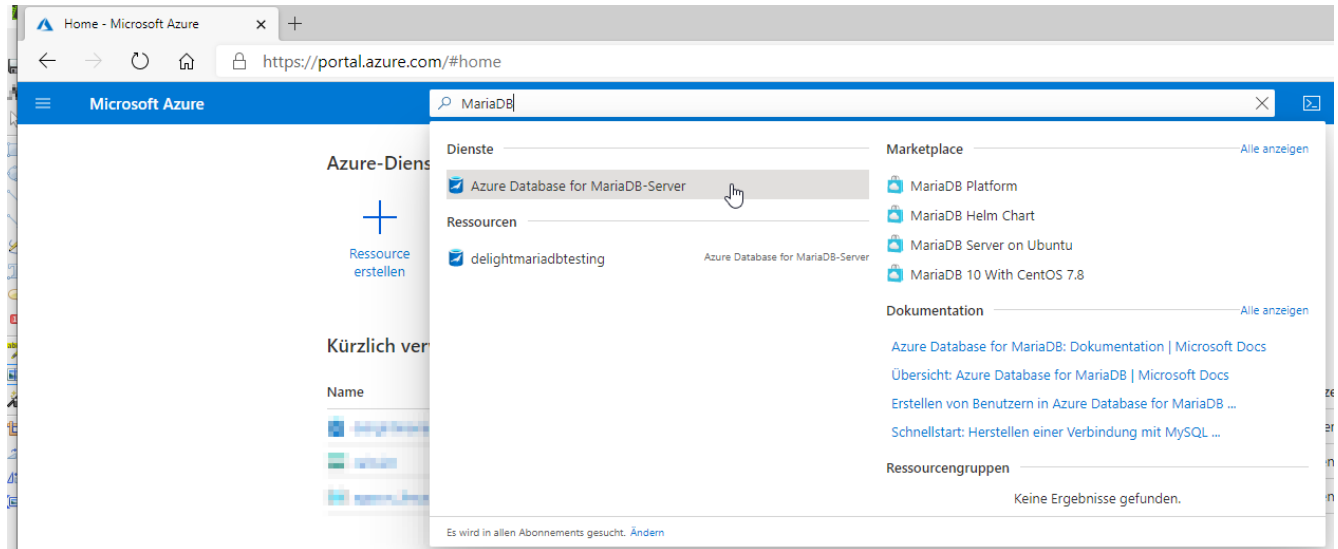 Home - Microsoft Azure
https://portal.azure.com/#home
Microsoft Azure
MariaDB
Azure-Diens
Ressource
erstellen
Kürzlich ver
Name
Dienste
Azure Database for MariaDB-Server
Ressourcen
delightmariadbtesting Azure Database for MariaDB-Server
Marketplace Alle anzeigen
MariaDB Platform
MariaDB Helm Chart
MariaDB Server on Ubuntu
MariaDB 10 With CentOS 7.8
Dokumentation Alle anzeigen
Azure Database for MariaDB: Dokumentation | Microsoft Docs
Übersicht: Azure Database for MariaDB | Microsoft Docs
Erstellen von Benutzern in Azure Database for MariaDB ...
Schnellstart: Herstellen einer Verbindung mit MySQL ...
Ressourcengruppen
Keine Ergebnisse gefunden.
Es wird in allen Abonnements gesucht. Ändern